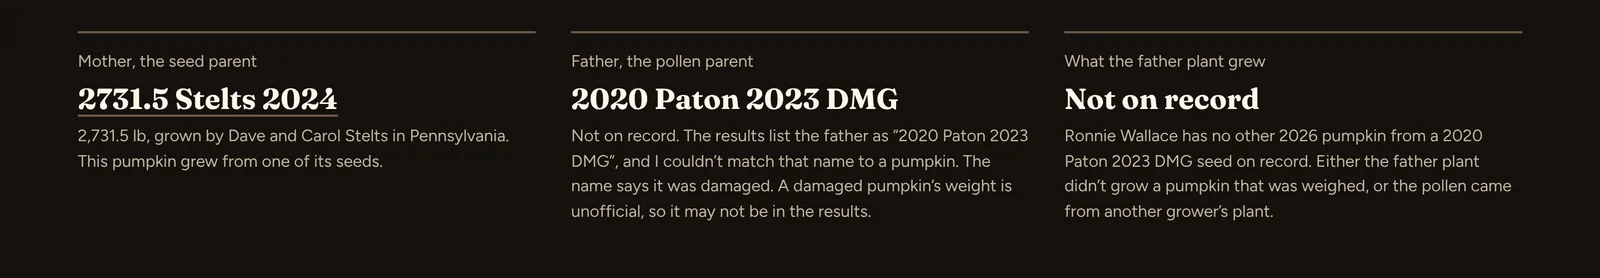 Mother, the seed parent
2731.5 Stelts 2024
2,731.5 lb, grown by Dave and Carol Stelts in Pennsylvania.
This pumpkin grew from one of its seeds.
Father, the pollen parent
2020 Paton 2023 DMG
Not on record. The results list the father as “2020 Paton 2023
DMG”, and I couldn’t match that name to a pumpkin. The
name says it was damaged. A damaged pumpkin’s weight is
unofficial, so it may not be in the results.
What the father plant grew
Not on record
Ronnie Wallace has no other 2026 pumpkin from a 2020
Paton 2023 DMG seed on record. Either the father plant
didn’t grow a pumpkin that was weighed, or the pollen came
from another grower’s plant.